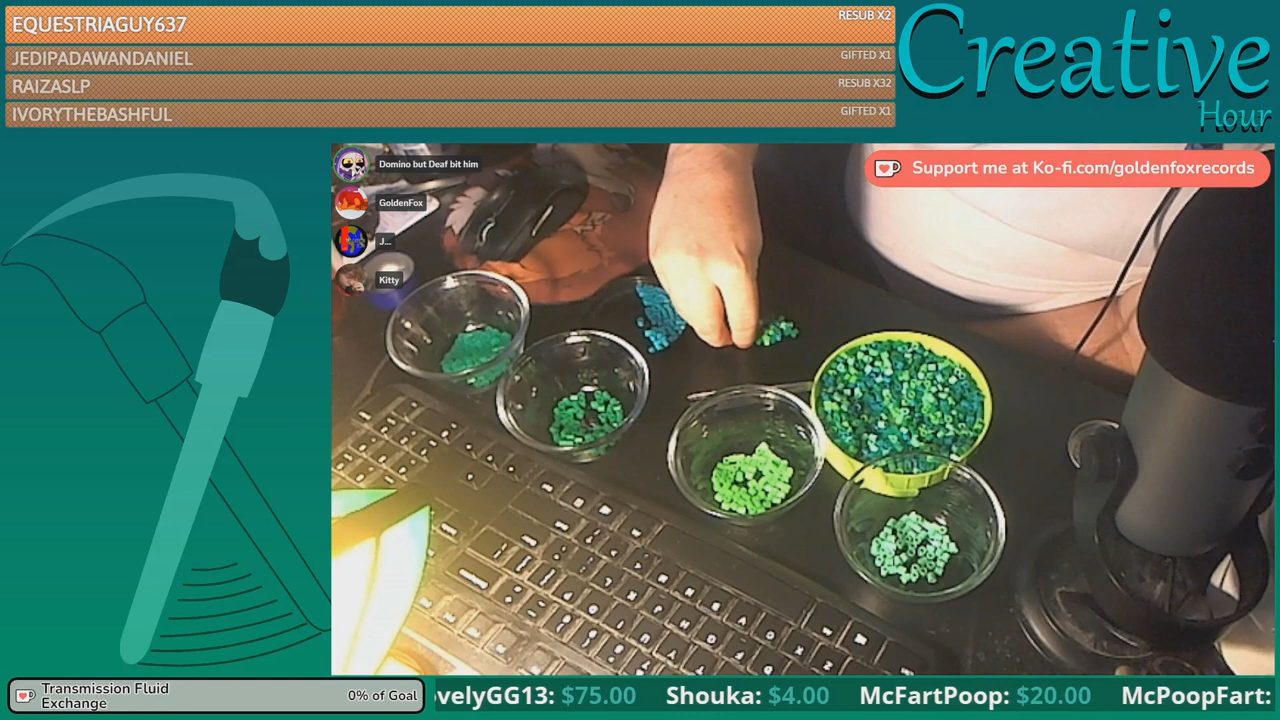 EQUESTRIAGUY637
RESUB X2
JEDIPADAWANDANIEL
GIFTED X1
RAIZASLP
RESUB X32
IVORYTHEBASHFUL
GIFTED X1
Creative
Hour
Domino but Deaf bit him
GoldenFox
J...
Kitty
Support me at Ko-fi.com/goldenfoxrecords
Transmission Fluid
Exchange
0% of Goal
ovelyGG13: $75.00 Shouka: $4.00 McFartPoop: $20.00 McPoopFart: